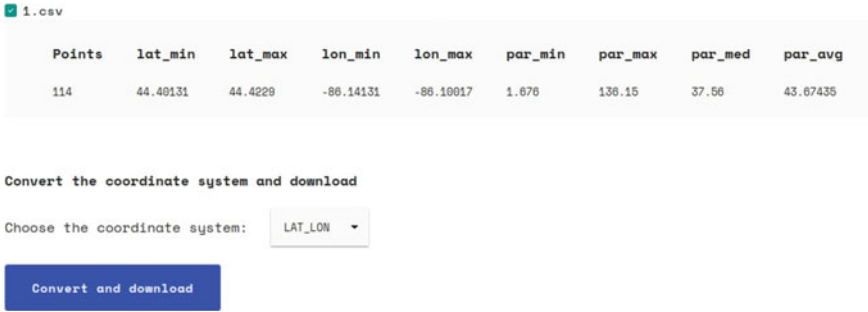 1.csv
Points lat_min lat_max lon_min lon_max par_min par_max par_med par_avg
114 44.40131 44.4229 -86.14131 -86.10017 1.676 136.15 37.56 43.67435
Convert the coordinate system and download
Choose the coordinate system: LAT_LON
Convert and download